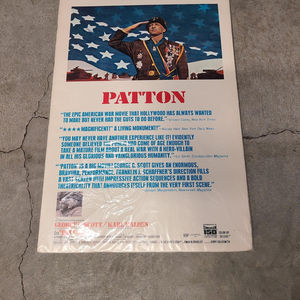 PATTON
"THE EPIC AMERICAN WAR MOVIE THAT HOLLYWOOD HAS ALWAYS WANTED
TO MAKE BUT NEVER HAD THE GUTS TO DO BEFORE."
"★★★★ MAGNIFICENT!" "A LIVING MONUMENT!"
"YOU MAY NEVER HAVE ANOTHER EXPERIENCE LIKE IT! EVIDENTLY,
SOMEONE BELIEVED THE PUBLIC HAD COME OF AGE ENOUGH TO
TAKE A MATURE FILM ABOUT A REAL WAR WITH A HERO-VILLAIN
IN ALL HIS GLORIOUS AND VAINGLORIOUS HUMANITY."
"PATTON IS A BIG MOVIE! GEORGE C. SCOTT GIVES AN ENORMOUS,
BRAVURA, PERFORMANCE. FRANKLIN J. SCHAFFNER'S DIRECTION FALLS
A VAST SCREEN WITH IMPRESSIVE ACTION SEQUENCES AND A BOLD
THEATRICALITY THAT ANNOUNCES ITSELF FROM THE VERY FIRST SCENE."
GEORGE C. SCOTT / KARL MALDEN